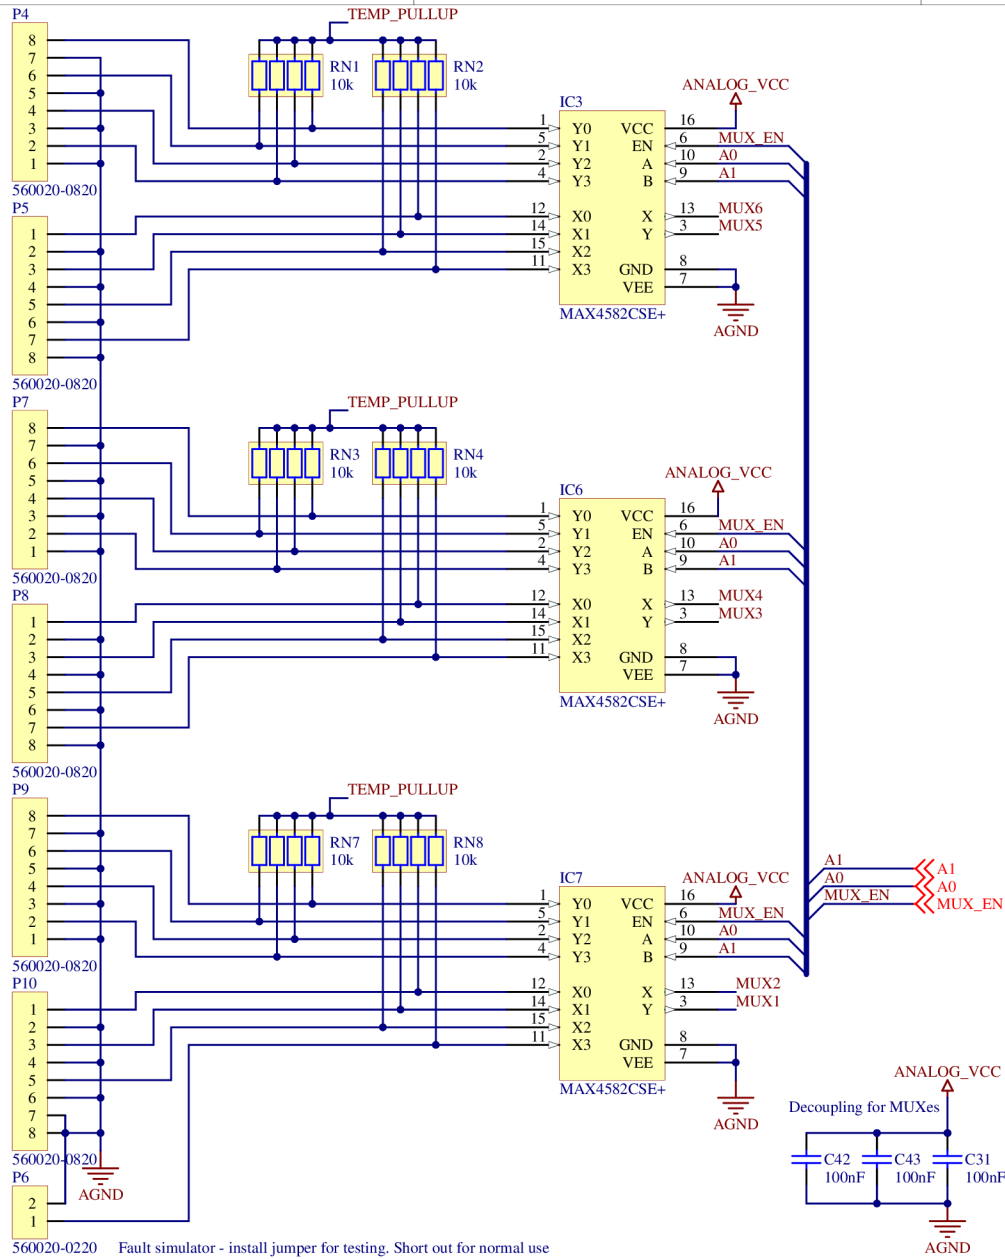 P4
8
7
6
5
4
3
2
1
560020-0820
TEMP_PULLUP
RN1
10k
RN2
10k
IC3
1 Y0 VCC 16
5 Y1 EN 6
2 Y2 A 10
4 Y3 B 9
12 X0 X 13
14 X1 Y 3
15 X2
11 X3 GND 8
VEE 7
MAX4582CSE+
ANALOG_VCC
MUX_EN
A0
A1
MUX6
MUX5
AGND
P5
1
2
3
4
5
6
7
8
560020-0820
P7
8
7
6
5
4
3
2
1
560020-0820
TEMP_PULLUP
RN3
10k
RN4
10k
IC6
1 Y0 VCC 16
5 Y1 EN 6
2 Y2 A 10
4 Y3 B 9
12 X0 X 13
14 X1 Y 3
15 X2
11 X3 GND 8
VEE 7
MAX4582CSE+
ANALOG_VCC
MUX_EN
A0
A1
MUX4
MUX3
AGND
P8
1
2
3
4
5
6
7
8
560020-0820
P9
8
7
6
5
4
3
2
1
560020-0820
TEMP_PULLUP
RN7
10k
RN8
10k
IC7
1 Y0 VCC 16
5 Y1 EN 6
2 Y2 A 10
4 Y3 B 9
12 X0 X 13
14 X1 Y 3
15 X2
11 X3 GND 8
VEE 7
MAX4582CSE+
ANALOG_VCC
MUX_EN
A0
A1
MUX2
MUX1
AGND
A1 A1
A0 A0
MUX_EN MUX_EN
P10
1
2
3
4
5
6
7
8
560020-0820
AGND
P6
2
1
560020-0220
Fault simulator - install jumper for testing. Short out for normal use
ANALOG_VCC
Decoupling for MUXes
C42
100nF
C43
100nF
C31
100nF
AGND